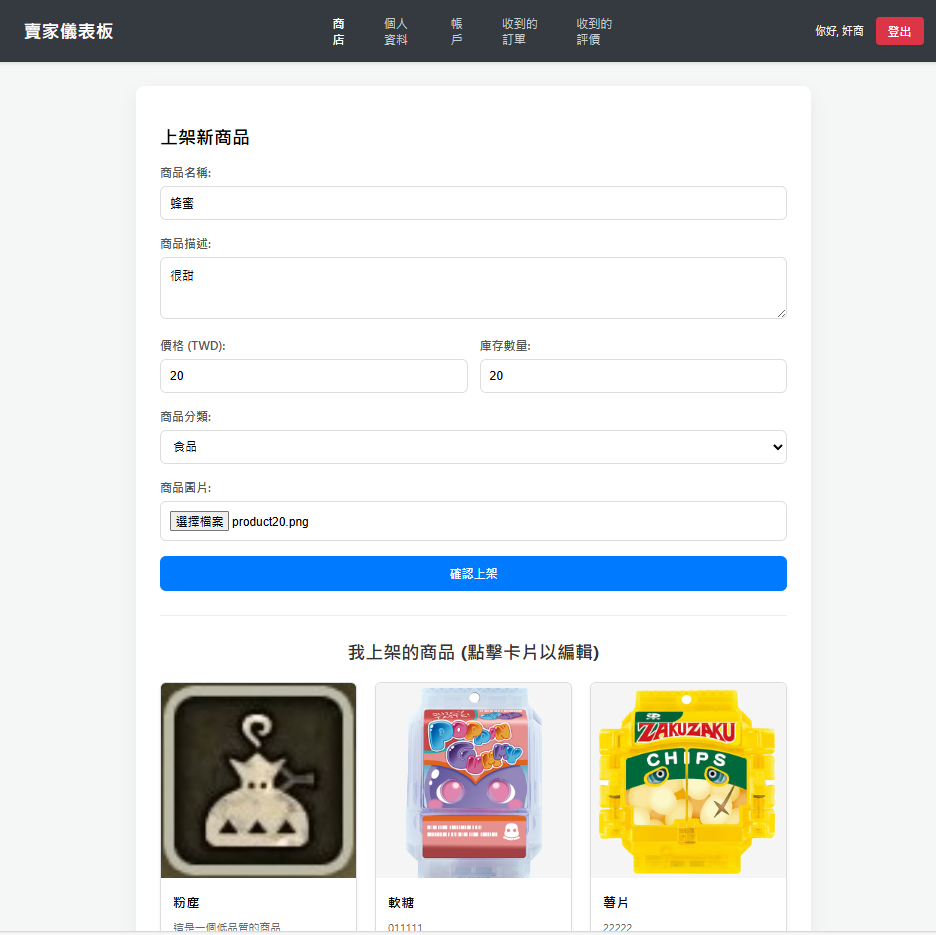 賣家儀表板
商店
個人資料
帳戶
收到的訂單
收到的評價
你好, 奸商
登出
上架新商品
商品名稱:
蜂蜜
商品描述:
很甜
價格 (TWD):
庫存數量:
20
20
商品分類:
食品
商品圖片:
選擇檔案 product20.png
確認上架
我上架的商品 (點擊卡片以編輯)
POPPIN GUMMY
ZAKUZAKU
CHIPS
粉塵
軟糖
薯片
這是一個低品質的商品
011111
22222